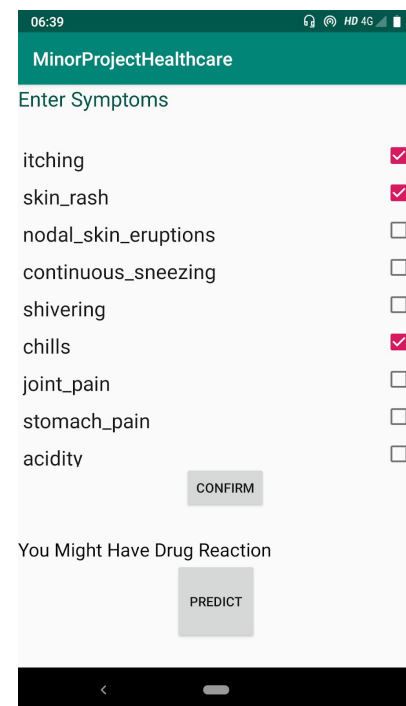 06:39 HD 4G
MinorProjectHealthcare
Enter Symptoms
itching
skin_rash
nodal_skin_eruptions
continuous_sneezing
shivering
chills
joint_pain
stomach_pain
acidity
CONFIRM
You Might Have Drug Reaction
PREDICT